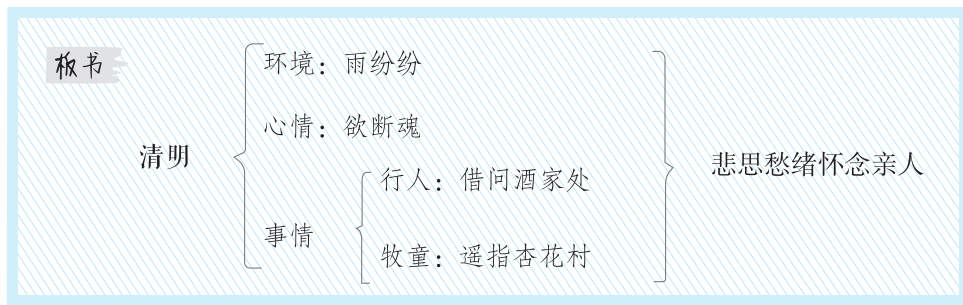 板书
环境：雨纷纷
心情：欲断魂
清明
行人：借问酒家处
悲思愁绪怀念亲人
事情
牧童：遥指杏花村